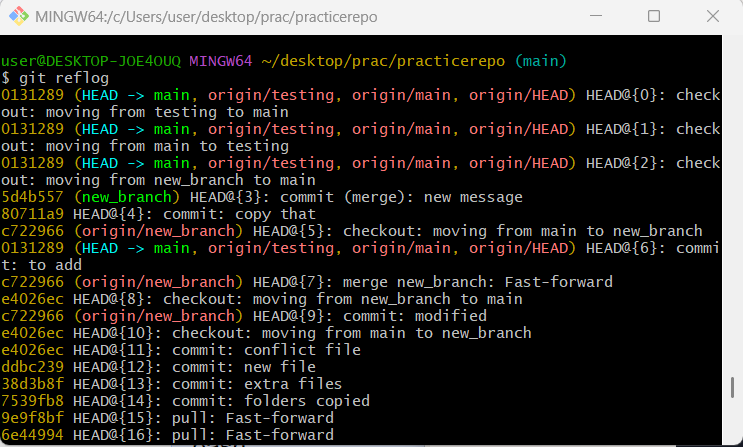 MINGW64:/c/Users/user/desktop/prac/practicerepo
user@DESKTOP-JOE4OUQ MINGW64 ~/desktop/prac/practicerepo (main)
$ git reflog
0131289 (HEAD -> main, origin/testing, origin/main, origin/HEAD) HEAD@{0}: check
out: moving from testing to main
0131289 (HEAD -> main, origin/testing, origin/main, origin/HEAD) HEAD@{1}: check
out: moving from main to testing
0131289 (HEAD -> main, origin/testing, origin/main, origin/HEAD) HEAD@{2}: check
out: moving from new_branch to main
5d4b557 (new_branch) HEAD@{3}: commit (merge): new message
80711a9 HEAD@{4}: commit: copy that
c722966 (origin/new_branch) HEAD@{5}: checkout: moving from main to new_branch
0131289 (HEAD -> main, origin/testing, origin/main, origin/HEAD) HEAD@{6}: commi
t: to add
c722966 (origin/new_branch) HEAD@{7}: merge new_branch: Fast-forward
e4026ec HEAD@{8}: checkout: moving from new_branch to main
c722966 (origin/new_branch) HEAD@{9}: commit: modified
e4026ec HEAD@{10}: checkout: moving from main to new_branch
e4026ec HEAD@{11}: commit: conflict file
ddbc239 HEAD@{12}: commit: new file
38d3b8f HEAD@{13}: commit: extra files
7539fb8 HEAD@{14}: commit: folders copied
9e9f8bf HEAD@{15}: pull: Fast-forward
6e44994 HEAD@{16}: pull: Fast-forward